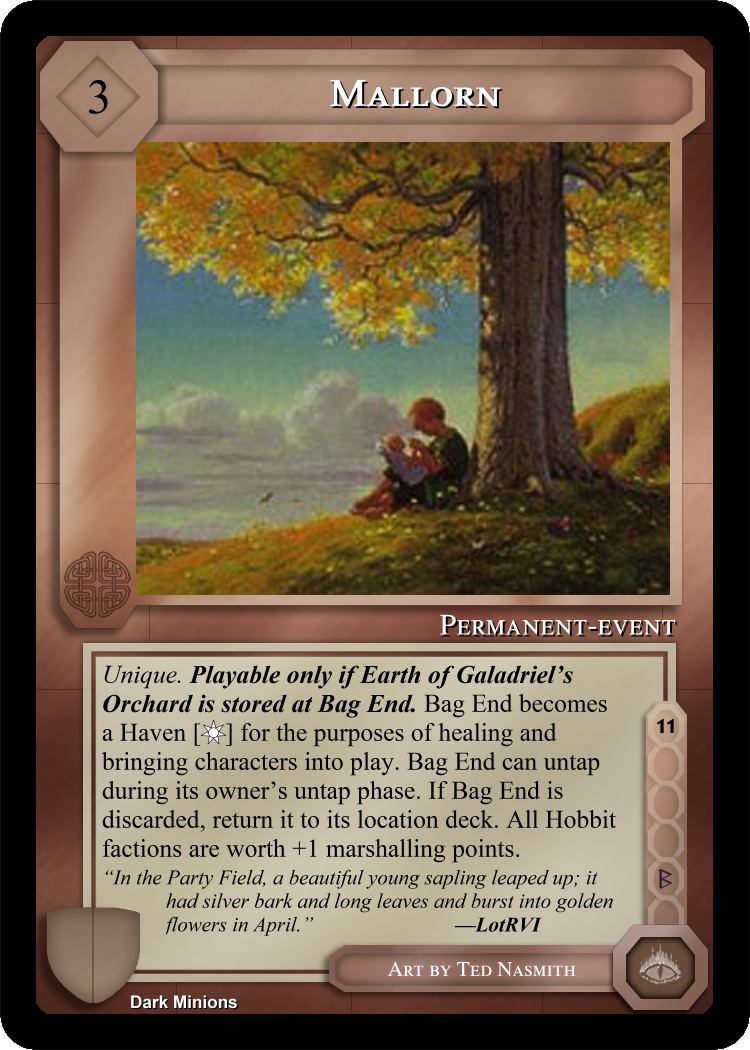 3
Mallorn
Permanent-event
Unique. Playable only if Earth of Galadriel's
Orchard is stored at Bag End. Bag End becomes
a Haven [ ] for the purposes of healing and
bringing characters into play. Bag End can untap
during its owner's untap phase. If Bag End is
discarded, return it to its location deck. All Hobbit
factions are worth +1 marshalling points.
“In the Party Field, a beautiful young sapling leaped up; it
had silver bark and long leaves and burst into golden
flowers in April.” —LotRVI
11
ᛒ
Art by Ted Nasmith
Dark Minions